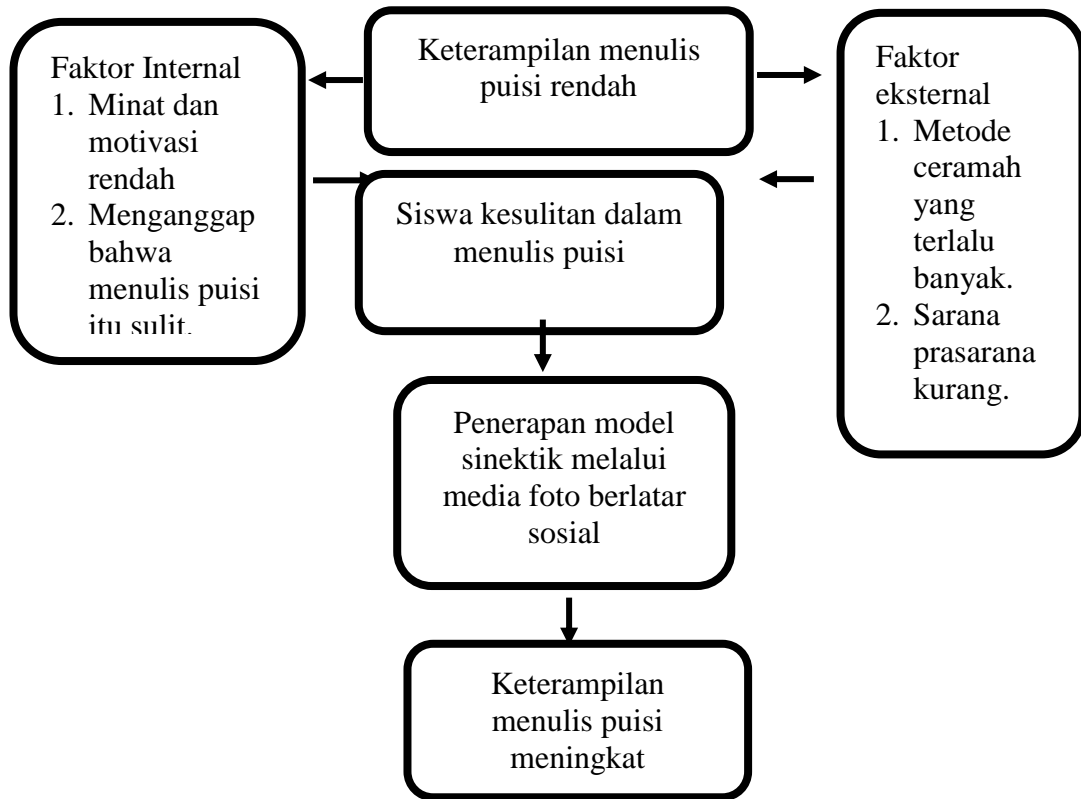 Keterampilan menulis
puisi rendah
Faktor Internal
1. Minat dan
motivasi
rendah
2. Menganggap
bahwa
menulis puisi
itu sulit.
Faktor
eksternal
1. Metode
ceramah
yang
terlalu
banyak.
2. Sarana
prasarana
kurang.
Siswa kesulitan dalam
menulis puisi
Penerapan model
sinektik melalui
media foto berlatar
sosial
Keterampilan
menulis puisi
meningkat